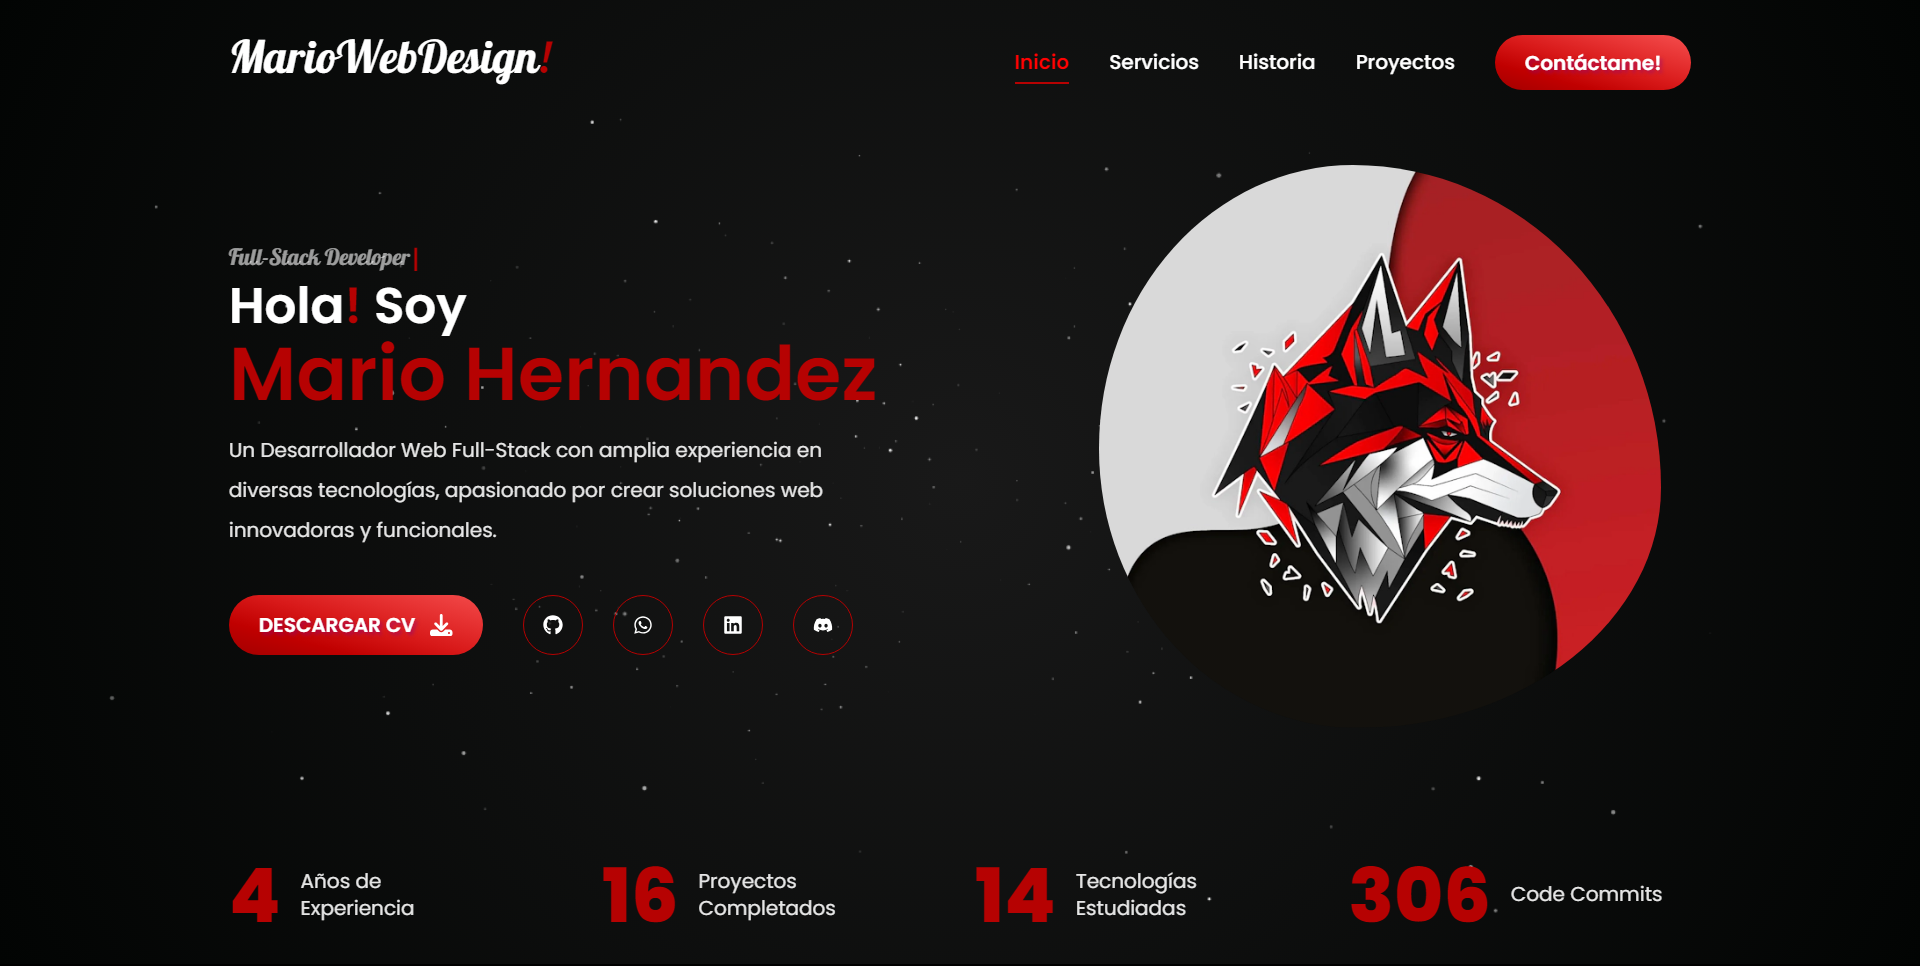 MarioWebDesign!
Inicio Servicios Historia Proyectos Contáctame!
Full-Stack Developer|
Hola! Soy
Mario Hernandez
Un Desarrollador Web Full-Stack con amplia experiencia en
diversas tecnologías, apasionado por crear soluciones web
innovadoras y funcionales.
DESCARGAR CV
in
4 Años de
Experiencia
16 Proyectos
Completados
14 Tecnologías
Estudiadas
306 Code Commits